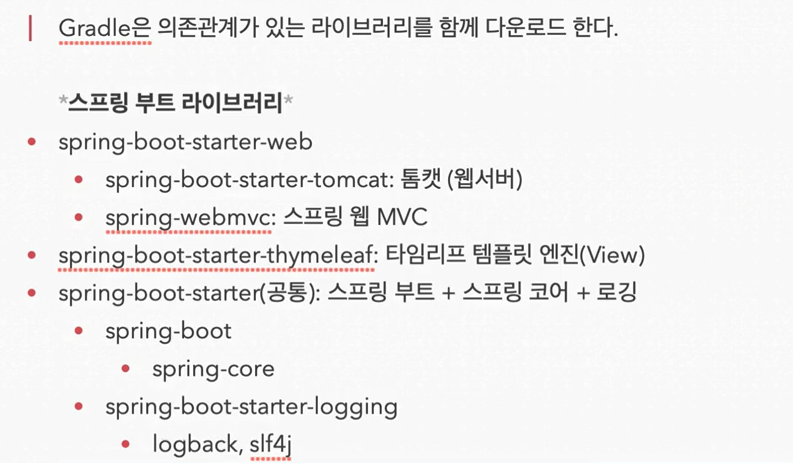 Gradle은 의존관계가 있는 라이브러리를 함께 다운로드 한다.
*스프링 부트 라이브러리*
• spring-boot-starter-web
• spring-boot-starter-tomcat: 톰캣 (웹서버)
• spring-webmvc: 스프링 웹 MVC
• spring-boot-starter-thymeleaf: 타임리프 템플릿 엔진(View)
• spring-boot-starter(공통): 스프링 부트 + 스프링 코어 + 로깅
• spring-boot
• spring-core
• spring-boot-starter-logging
• logback, slf4j